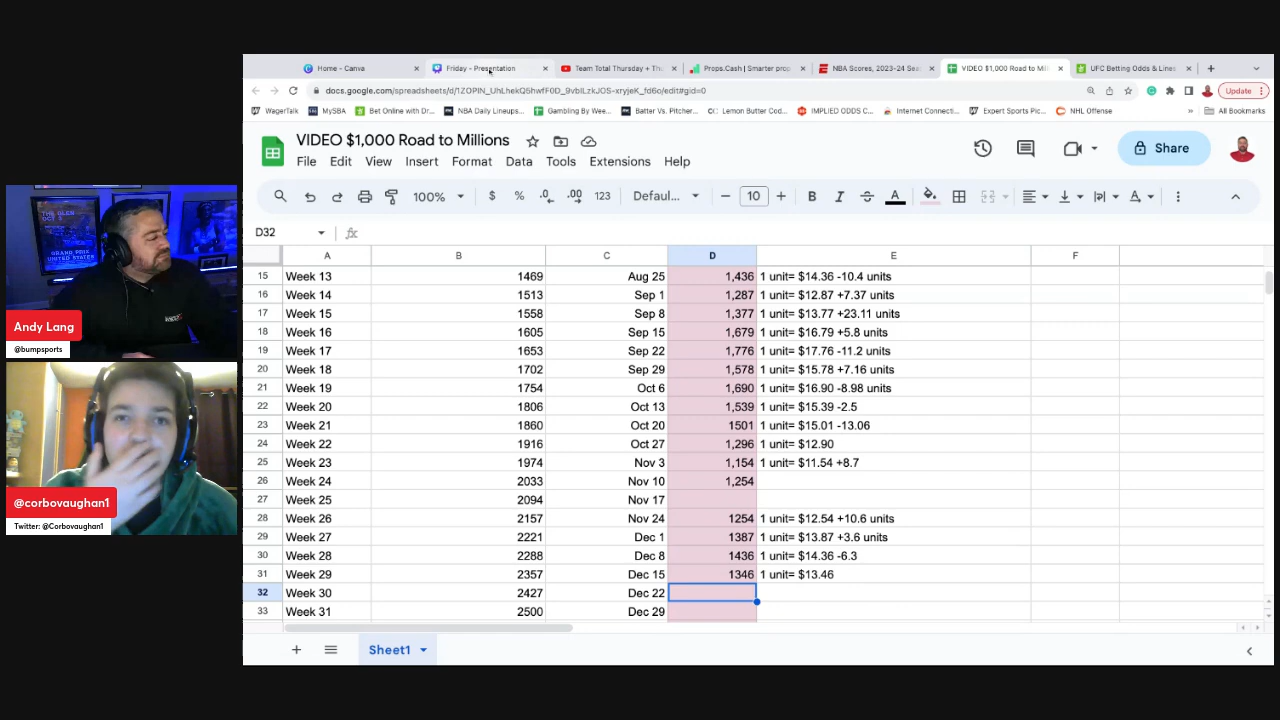 Home - Canva
Friday - Presentation
Team Total Thursday + Th
Props.Cash | Smarter prop
NBA Scores, 2023-24 Sea
VIDEO $1,000 Road to Mil
UFC Betting Odds & Lines
Update
WagerTalk
MySBA
Bet Online with Dr...
NBA Daily Lineups...
Gambling By Wee...
Batter Vs. Pitcher...
Lemon Butter Cod...
IMPLIED ODDS C...
Internet Connecti...
Expert Sports Pic...
NHL Offense
»
All Bookmarks
VIDEO $1,000 Road to Millions
File Edit View Insert Format Data Tools Extensions Help
Share
100% $ % .0 .00 123 Defaul... − 10 + B I A
D32 fx
A B C D E F
15 Week 13 1469 Aug 25 1,436 1 unit= $14.36 -10.4 units
16 Week 14 1513 Sep 1 1,287 1 unit= $12.87 +7.37 units
17 Week 15 1558 Sep 8 1,377 1 unit= $13.77 +23.11 units
18 Week 16 1605 Sep 15 1,679 1 unit= $16.79 +5.8 units
19 Week 17 1653 Sep 22 1,776 1 unit= $17.76 -11.2 units
20 Week 18 1702 Sep 29 1,578 1 unit= $15.78 +7.16 units
21 Week 19 1754 Oct 6 1,690 1 unit= $16.90 -8.98 units
22 Week 20 1806 Oct 13 1,539 1 unit= $15.39 -2.5
23 Week 21 1860 Oct 20 1501 1 unit= $15.01 -13.06
24 Week 22 1916 Oct 27 1,296 1 unit= $12.90
25 Week 23 1974 Nov 3 1,154 1 unit= $11.54 +8.7
26 Week 24 2033 Nov 10 1,254
27 Week 25 2094 Nov 17
28 Week 26 2157 Nov 24 1254 1 unit= $12.54 +10.6 units
29 Week 27 2221 Dec 1 1387 1 unit= $13.87 +3.6 units
30 Week 28 2288 Dec 8 1436 1 unit= $14.36 -6.3
31 Week 29 2357 Dec 15 1346 1 unit= $13.46
32 Week 30 2427 Dec 22
33 Week 31 2500 Dec 29
+ Sheet1
THE GLEN
OCT 5
GRAND PRIX
UNITED STATES
Andy Lang
@bumpsports
@corbovaughan1
Twitter: @Corbovaughan1